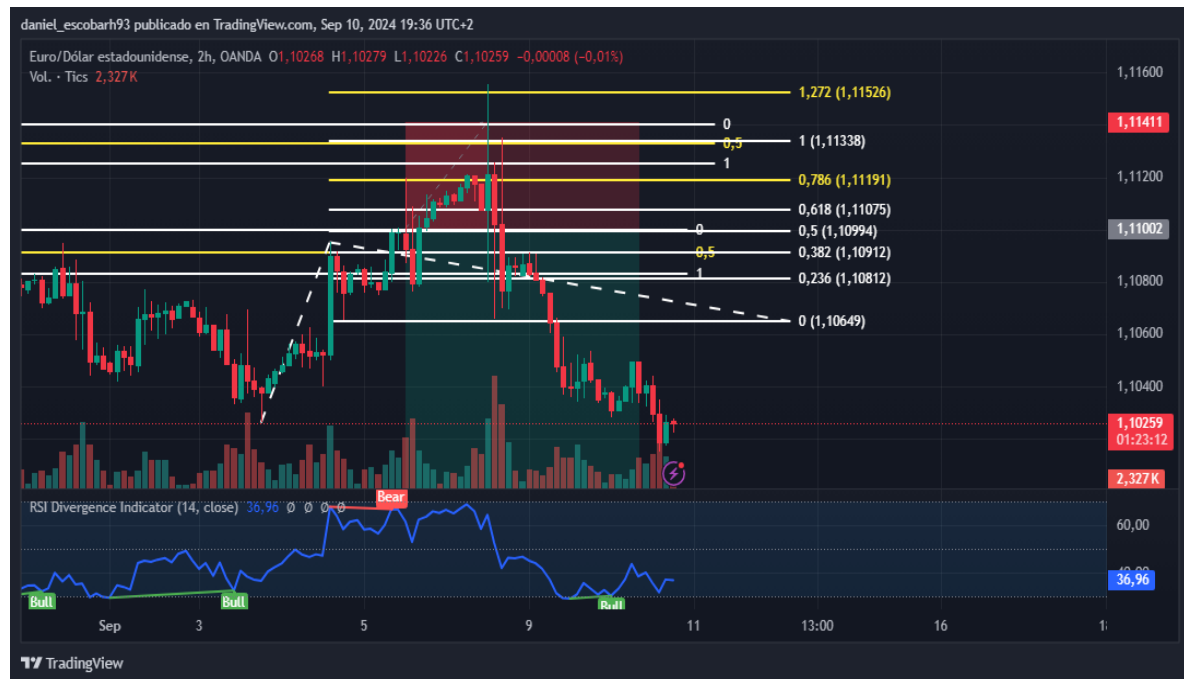 daniel_escobarh93 publicado en TradingView.com, Sep 10, 2024 19:36 UTC+2
Euro/Dólar estadounidense, 2h, OANDA O1,10268 H1,10279 L1,10226 C1,10259 −0,00008 (−0,01%)
Vol. · Tics 2,327K
1,11600
1,272 (1,11526)
1,11411
0
0,5
1 (1,11338)
1
1,11200
0,786 (1,11191)
0,618 (1,11075)
0
0,5 (1,10994)
1,11002
0,5
0,382 (1,10912)
1
0,236 (1,10812)
1,10800
0 (1,10649)
1,10600
1,10400
1,10259
01:23:12
2,327K
RSI Divergence Indicator (14, close) 36,96 Ø Ø Ø Ø
Bear
60,00
40,00
36,96
Bull
Bull
Bull
Sep 3 5 9 11 13:00 16
TradingView